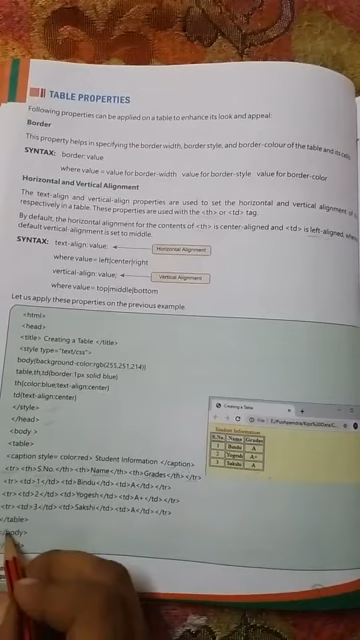 TABLE PROPERTIES
Following properties can be applied on a table to enhance its look and appeal:
Border
This property helps in specifying the border width, border style, and border-colour of the table and its cells.
SYNTAX: border: value
where value = value for border-width value for border-style value for border-color
Horizontal and Vertical Alignment
The text-align and vertical-align properties are used to set the horizontal and vertical alignment
respectively in a table. These properties are used with the <th> or <td> tag.
By default, the horizontal alignment for the contents of <th> is center-aligned and <td> is left-aligned,
default vertical-alignment is set to middle.
SYNTAX: text-align: value; Horizontal Alignment
where value= left|center|right
vertical-align: value; Vertical Alignment
where value= top|middle|bottom
Let us apply these properties on the previous example.
<html>
<head>
<title> Creating a Table </title>
<style type="text/css">
body{background-color:rgb(255,251,214)}
table,th,td{border:1px solid blue}
th{color:blue;text-align:center}
td{text-align:center}
</style>
</head>
<body >
<table>
<caption style= color:red> Student Information </caption>
<tr> <th> S.No. </th> <th>Name</th> <th>Grades</th> </tr>
<tr> <td>1</td> <td>Bindu</td> <td>A</td> </tr>
<tr> <td>2</td> <td>Yogesh</td> <td>A+</td> </tr>
<tr> <td>3</td> <td>Sakshi</td> <td>A</td> </tr>
</table>
</body>
Creating a Table
File
Student Information
S.No. Name Grades
1 Bindu A
2 Yogesh A+
3 Sakshi A